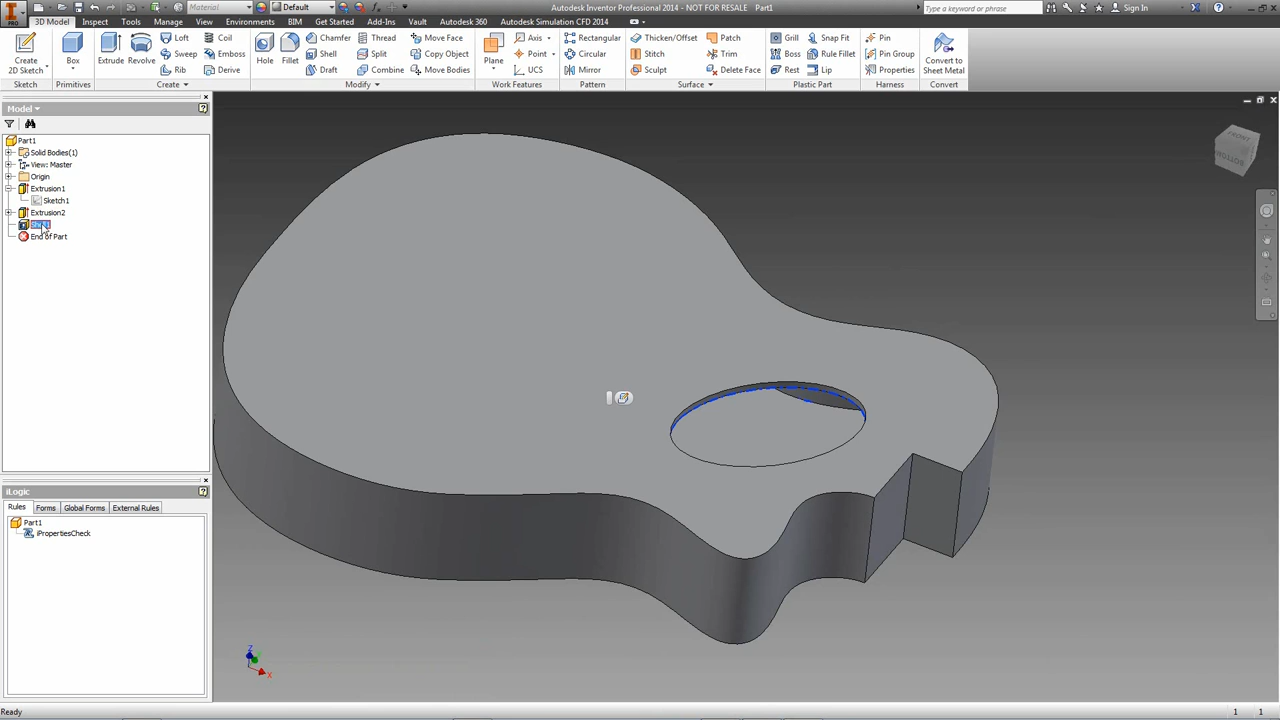 Material
Default
Autodesk Inventor Professional 2014 - NOT FOR RESALE Part1
Type a keyword or phrase
Sign In
PRO
3D Model
Inspect
Tools
Manage
View
Environments
BIM
Get Started
Add-Ins
Vault
Autodesk 360
Autodesk Simulation CFD 2014
Create
2D Sketch
Box
Extrude
Revolve
Loft
Sweep
Rib
Coil
Emboss
Derive
Hole
Fillet
Chamfer
Shell
Draft
Thread
Split
Combine
Move Face
Copy Object
Move Bodies
Plane
Axis
Point
UCS
Rectangular
Circular
Mirror
Thicken/Offset
Stitch
Sculpt
Patch
Trim
Delete Face
Grill
Boss
Rest
Snap Fit
Rule Fillet
Lip
Pin
Pin Group
Properties
Convert to
Sheet Metal
Sketch
Primitives
Create
Modify
Work Features
Pattern
Surface
Plastic Part
Harness
Convert
Model
Part1
Solid Bodies(1)
View: Master
Origin
Extrusion1
Sketch1
Extrusion2
End of Part
FRONT
BOTTOM
iLogic
Rules
Forms
Global Forms
External Rules
Part1
iPropertiesCheck
Z
X
Ready
1
1